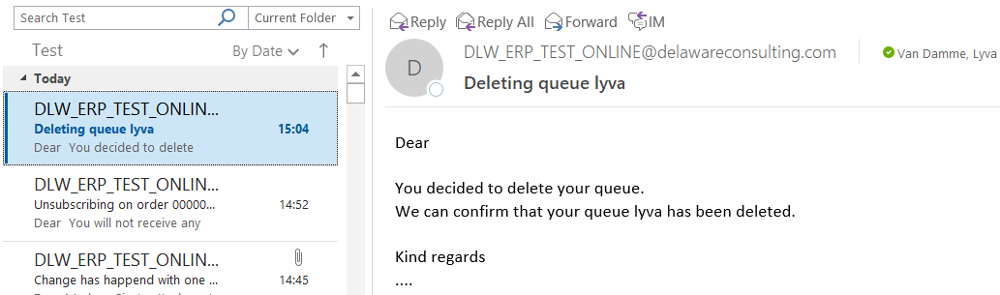 Search Test
Current Folder
Test
By Date
Today
DLW_ERP_TEST_ONLIN...
Deleting queue lyva 15:04
Dear You decided to delete
DLW_ERP_TEST_ONLIN...
Unsubscribing on order 00000... 14:52
Dear You will not receive any
DLW_ERP_TEST_ONLIN...
Change has happend with one ... 14:45
Reply Reply All Forward IM
D
DLW_ERP_TEST_ONLINE@delawareconsulting.com
Van Damme, Lyva
Deleting queue lyva
Dear
You decided to delete your queue.
We can confirm that your queue lyva has been deleted.
Kind regards
....